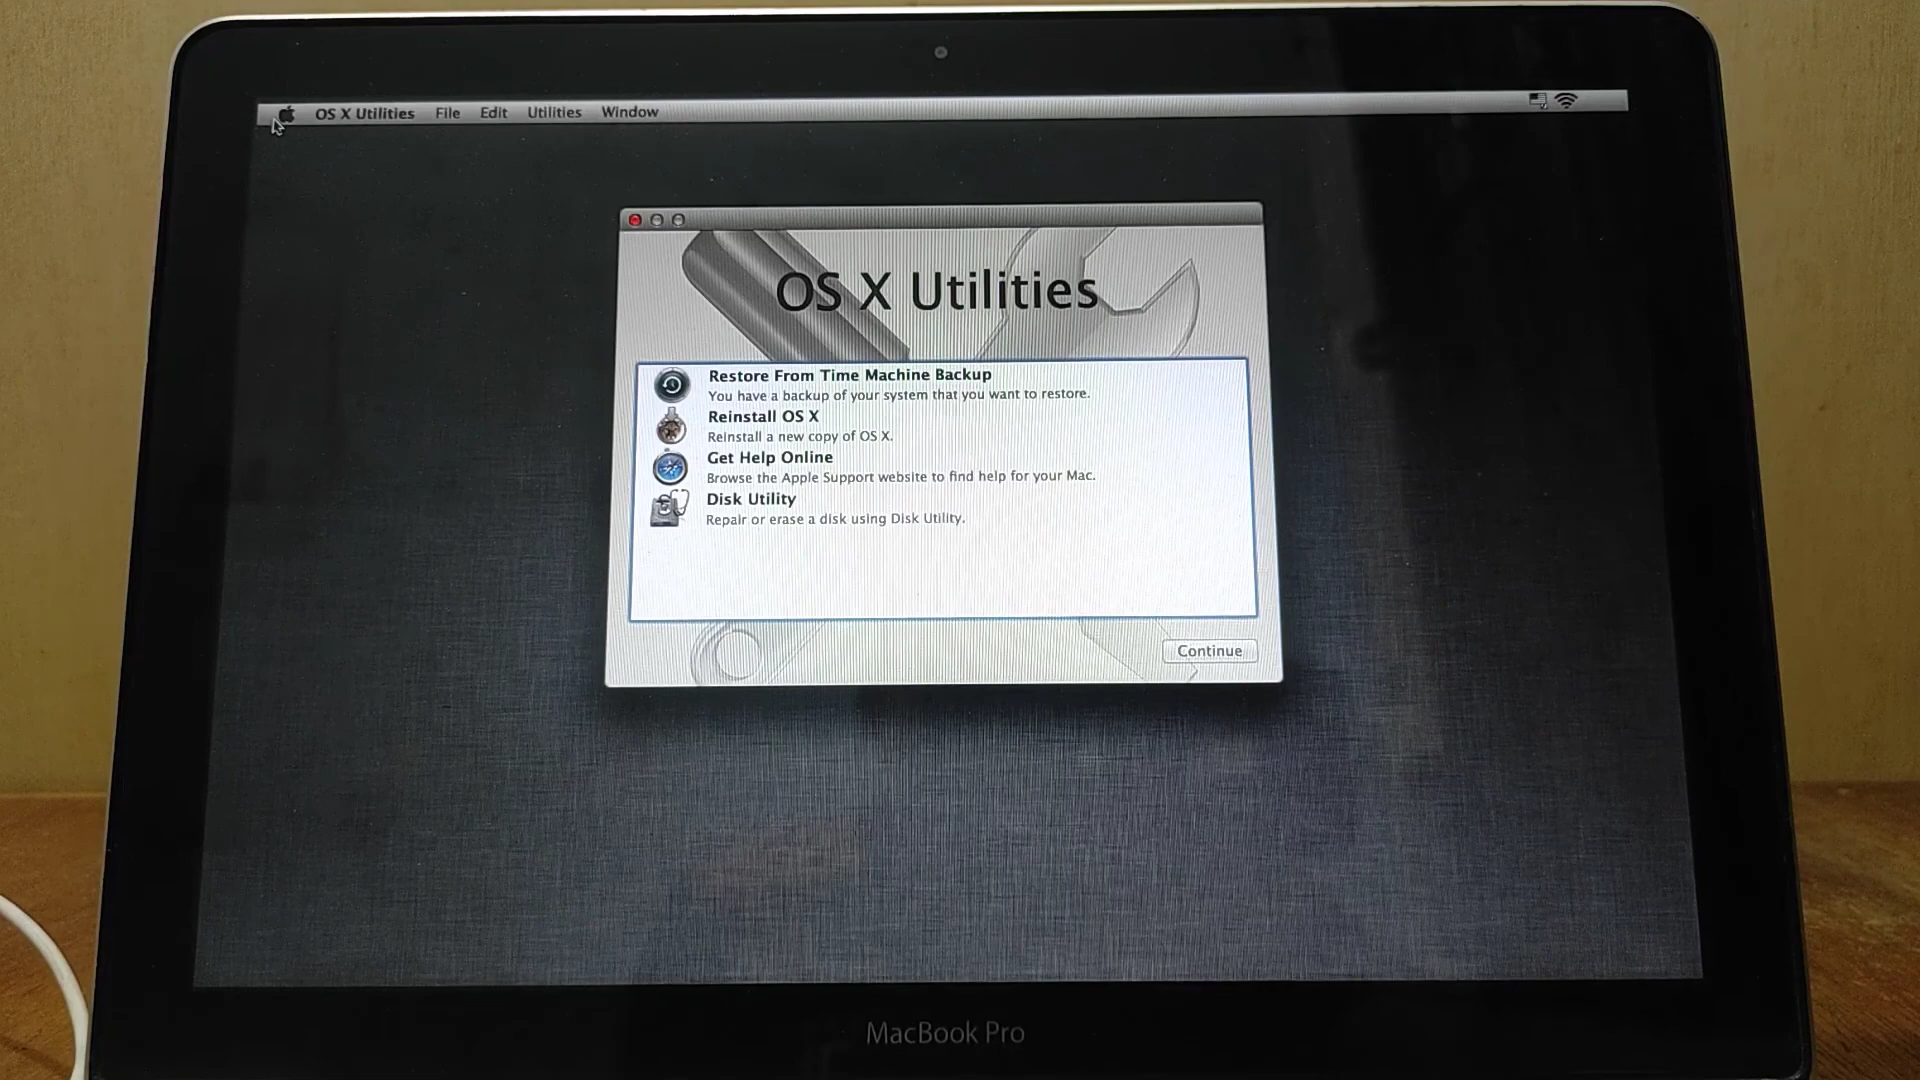 OS X Utilities File Edit Utilities Window
OS X Utilities
Restore From Time Machine Backup
You have a backup of your system that you want to restore.
Reinstall OS X
Reinstall a new copy of OS X.
Get Help Online
Browse the Apple Support website to find help for your Mac.
Disk Utility
Repair or erase a disk using Disk Utility.
Continue
MacBook Pro